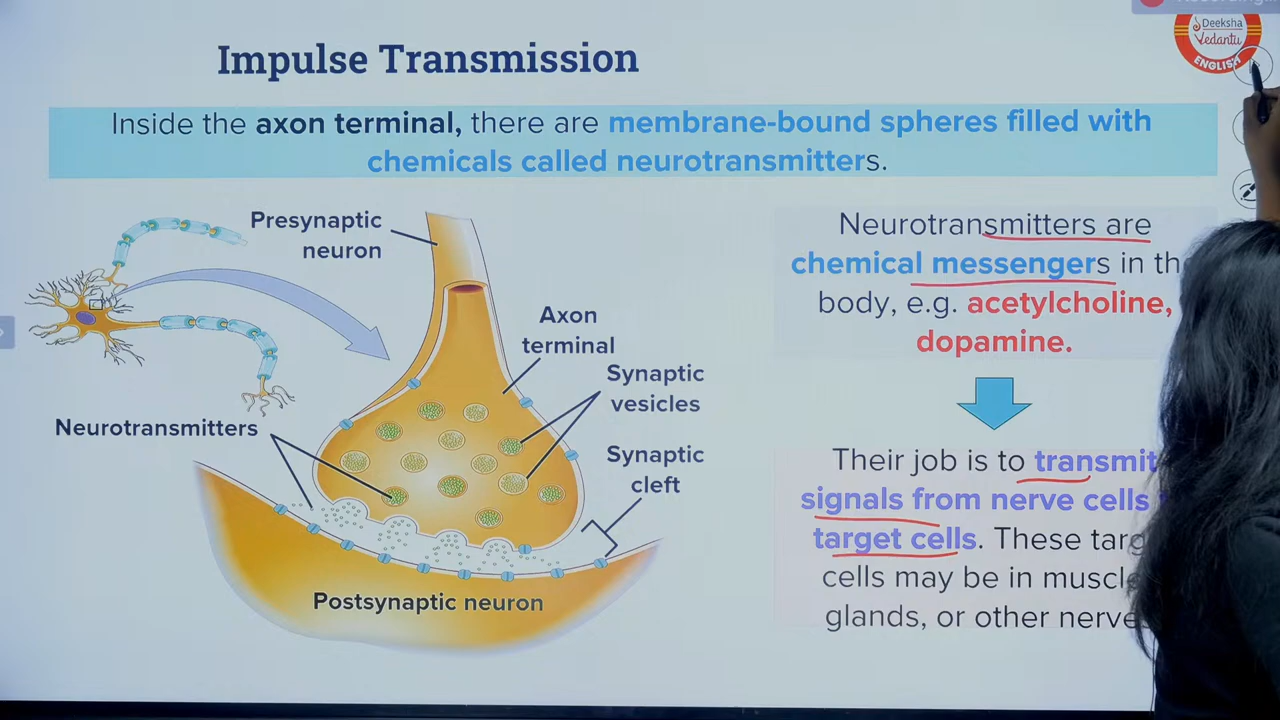 Recording
Deeksha
Vedantu
ENGLISH
Impulse Transmission
Inside the axon terminal, there are membrane-bound spheres filled with
chemicals called neurotransmitters.
Presynaptic
neuron
Axon
terminal
Synaptic
vesicles
Neurotransmitters
Synaptic
cleft
Postsynaptic neuron
Neurotransmitters are
chemical messengers in th
body, e.g. acetylcholine,
dopamine.
Their job is to transmit
signals from nerve cells
target cells. These targ
cells may be in muscl
glands, or other nerve